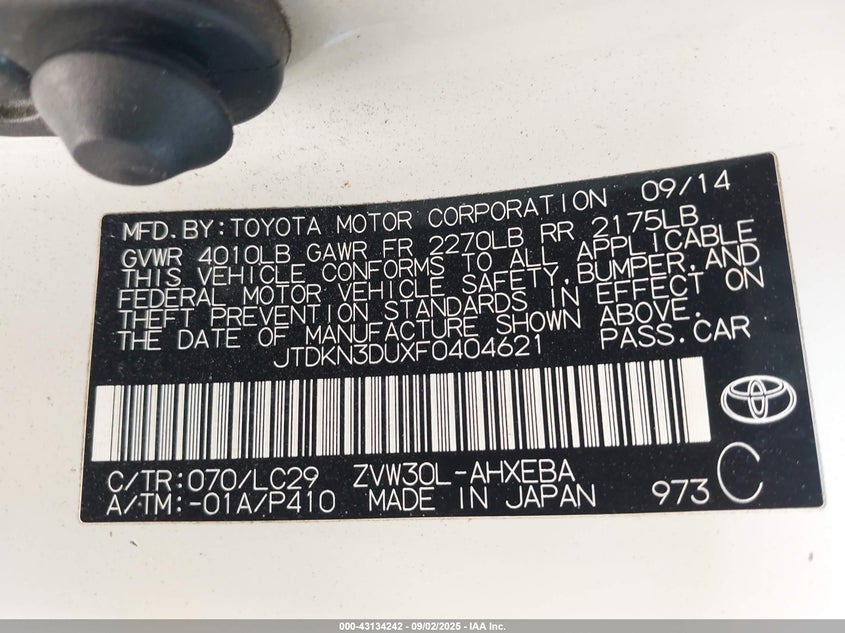 MFD. BY: TOYOTA MOTOR CORPORATION 09/14
GVWR 4010LB GAWR FR 2270LB RR 2175LB
THIS VEHICLE CONFORMS TO ALL APPLICABLE
FEDERAL MOTOR VEHICLE SAFETY, BUMPER, AND
THEFT PREVENTION STANDARDS IN EFFECT ON
THE DATE OF MANUFACTURE SHOWN ABOVE.
JTDKN3DUXF0404621 PASS. CAR
C/TR: 070/LC29 ZVW30L-AHXEBA
A/TM: -01A/P410 MADE IN JAPAN 973 C
000-43134242 - 09/02/2025 - IAA Inc.